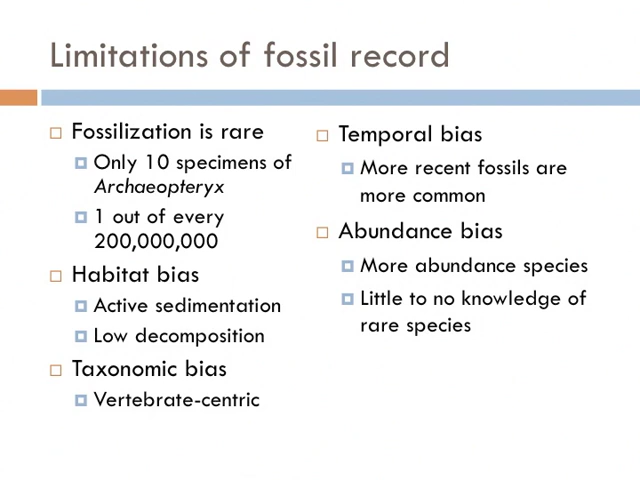 Limitations of fossil record
Fossilization is rare
Only 10 specimens of
Archaeopteryx
1 out of every
200,000,000
Habitat bias
Active sedimentation
Low decomposition
Taxonomic bias
Vertebrate-centric
Temporal bias
More recent fossils are
more common
Abundance bias
More abundance species
Little to no knowledge of
rare species